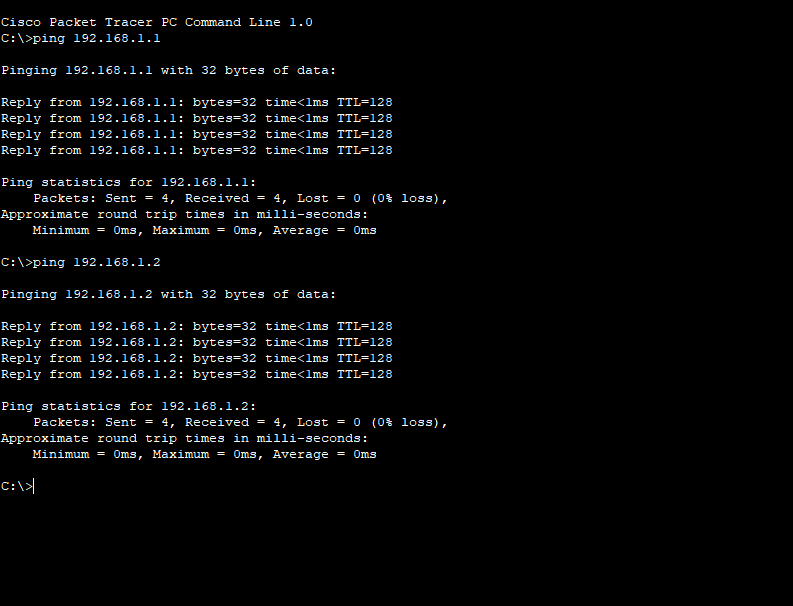 Cisco Packet Tracer PC Command Line 1.0
C:\>ping 192.168.1.1
Pinging 192.168.1.1 with 32 bytes of data:
Reply from 192.168.1.1: bytes=32 time<1ms TTL=128
Reply from 192.168.1.1: bytes=32 time<1ms TTL=128
Reply from 192.168.1.1: bytes=32 time<1ms TTL=128
Reply from 192.168.1.1: bytes=32 time<1ms TTL=128
Ping statistics for 192.168.1.1:
    Packets: Sent = 4, Received = 4, Lost = 0 (0% loss),
Approximate round trip times in milli-seconds:
    Minimum = 0ms, Maximum = 0ms, Average = 0ms
C:\>ping 192.168.1.2
Pinging 192.168.1.2 with 32 bytes of data:
Reply from 192.168.1.2: bytes=32 time<1ms TTL=128
Reply from 192.168.1.2: bytes=32 time<1ms TTL=128
Reply from 192.168.1.2: bytes=32 time<1ms TTL=128
Reply from 192.168.1.2: bytes=32 time<1ms TTL=128
Ping statistics for 192.168.1.2:
    Packets: Sent = 4, Received = 4, Lost = 0 (0% loss),
Approximate round trip times in milli-seconds:
    Minimum = 0ms, Maximum = 0ms, Average = 0ms
C:\>